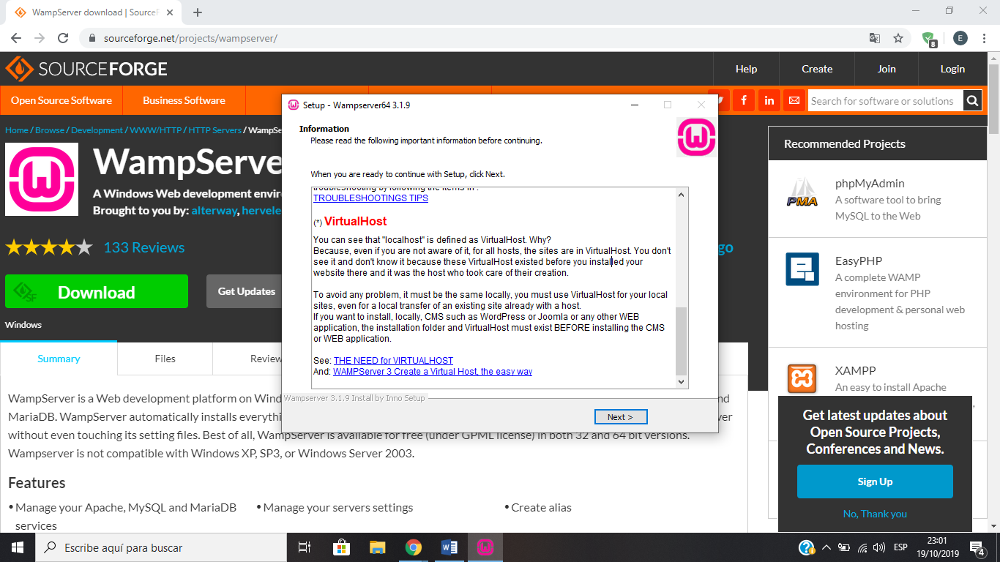 WampServer download | SourceF
sourceforge.net/projects/wampserver/
8
E
SOURCEFORGE
Help
Create
Join
Login
Open Source Software
Business Software
Search for software or solutions
Home / Browse / Development / WWW/HTTP / HTTP Servers / WampSe
WampServe
A Windows Web development envir
Brought to you by: alterway, hervele
133 Reviews
go
Download
SF
Get Updates
Windows
Summary
Files
Review
WampServer is a Web development platform on Wind
nd
MariaDB. WampServer automatically installs everythi
ver
without even touching its setting files. Best of all, WampServer is available for free (under GPML license) in both 32 and 64 bit versions.
Wampserver is not compatible with Windows XP, SP3, or Windows Server 2003.
Features
• Manage your Apache, MySQL and MariaDB services
• Manage your servers settings
• Create alias
Setup - Wampserver64 3.1.9
Information
Please read the following important information before continuing.
When you are ready to continue with Setup, click Next.
troubleshooting by following the items in :
TROUBLESHOOTINGS TIPS
(*) VirtualHost
You can see that "localhost" is defined as VirtualHost. Why?
Because, even if you are not aware of it, for all hosts, the sites are in VirtualHost. You don't
see it and don't know it because these VirtualHost existed before you installed your
website there and it was the host who took care of their creation.
To avoid any problem, it must be the same locally, you must use VirtualHost for your local
sites, even for a local transfer of an existing site already with a host.
If you want to install, locally, CMS such as WordPress or Joomla or any other WEB
application, the installation folder and VirtualHost must exist BEFORE installing the CMS
or WEB application.
See: THE NEED for VIRTUALHOST
And: WAMPServer 3 Create a Virtual Host, the easy way
Wampserver 3.1.9 Install by Inno Setup
Next >
Recommended Projects
PMA
phpMyAdmin
A software tool to bring
MySQL to the Web
EasyPHP
A complete WAMP
environment for PHP
development & personal web
hosting
XAMPP
An easy to install Apache
Get latest updates about
Open Source Projects,
Conferences and News.
Sign Up
No, Thank you
Escribe aquí para buscar
ESP
23:01
19/10/2019
4